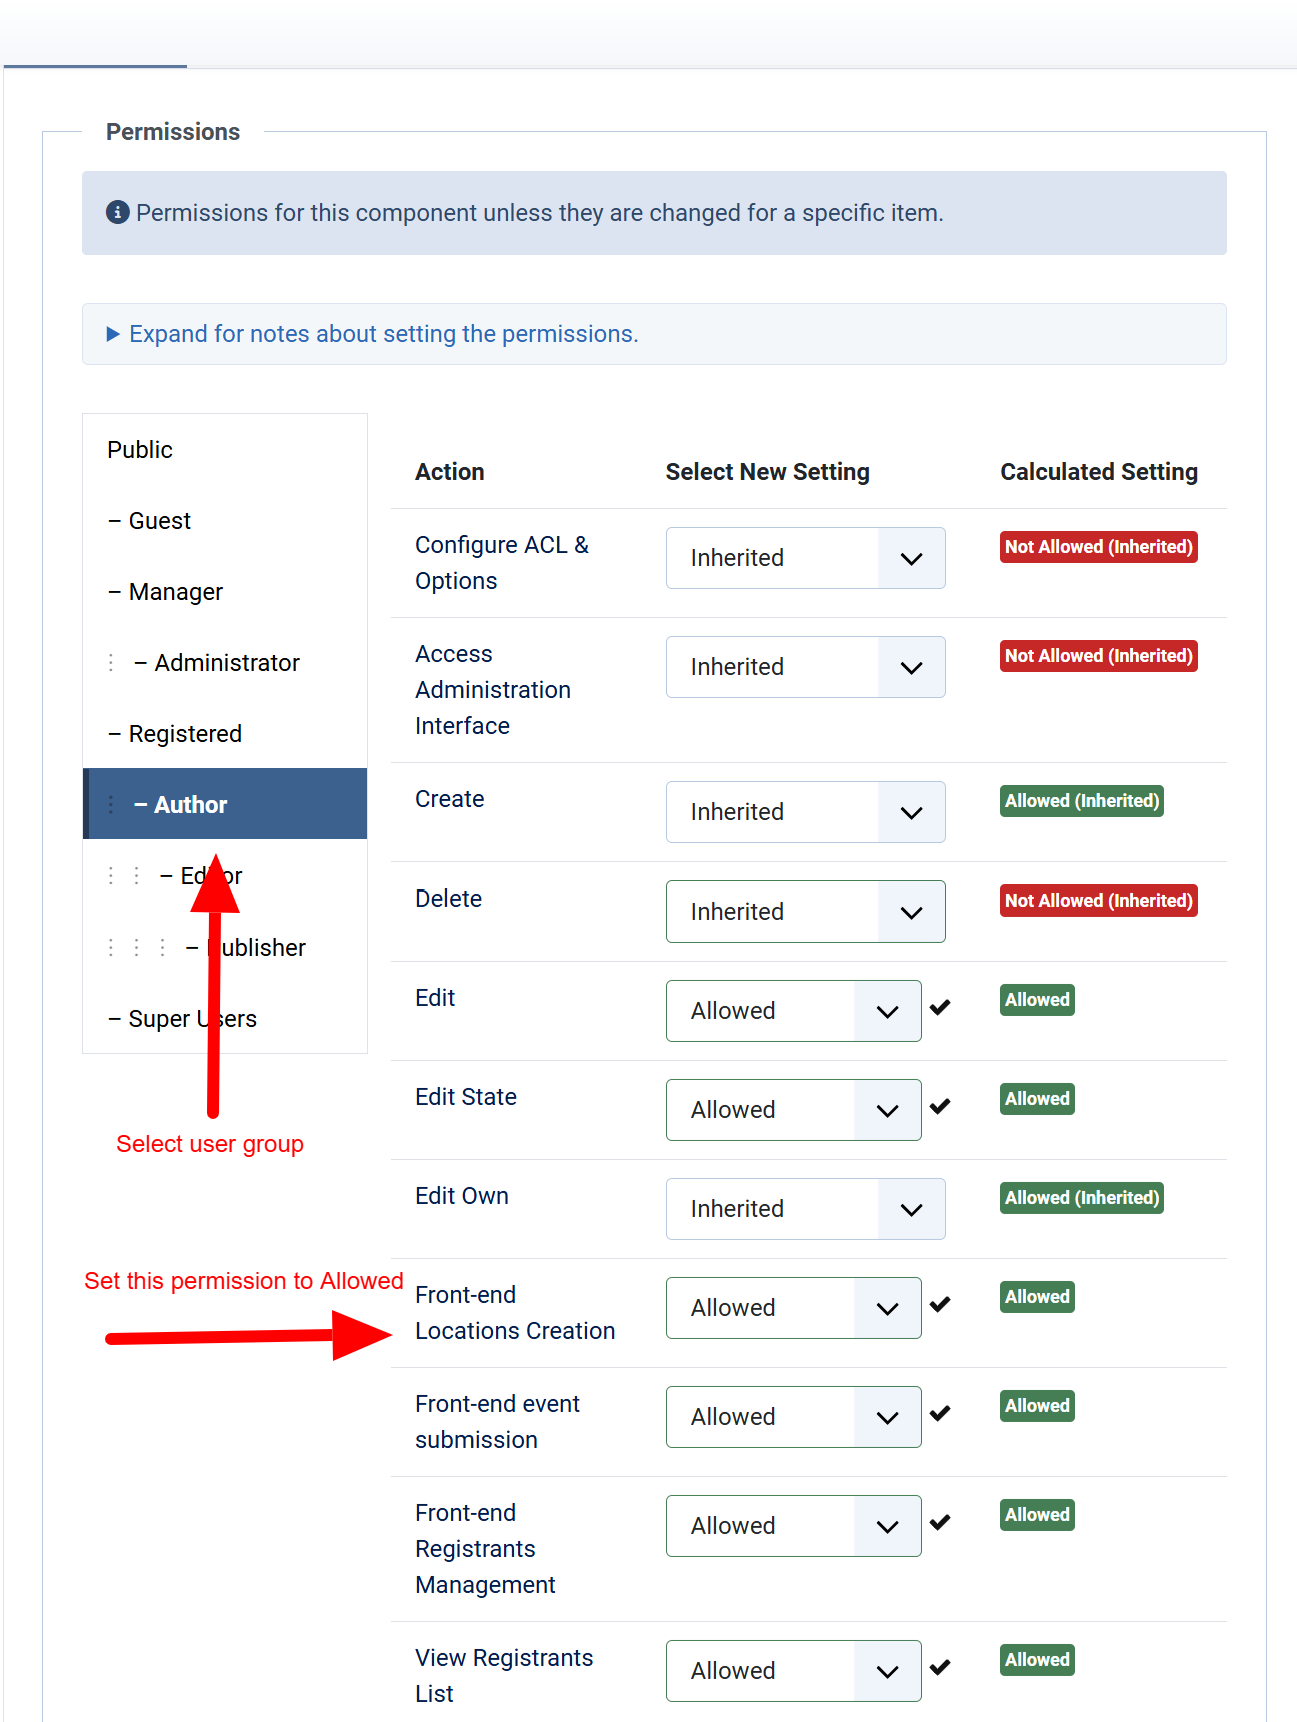 Permissions
Permissions for this component unless they are changed for a specific item.
Expand for notes about setting the permissions.
Public
– Guest
– Manager
– Administrator
– Registered
– Author
– Editor
– Publisher
– Super Users
Select user group
Set this permission to Allowed
Action Select New Setting Calculated Setting
Configure ACL & Inherited Not Allowed (Inherited)
Options
Access Inherited Not Allowed (Inherited)
Administration
Interface
Create Inherited Allowed (Inherited)
Delete Inherited Not Allowed (Inherited)
Edit Allowed Allowed
Edit State Allowed Allowed
Edit Own Inherited Allowed (Inherited)
Front-end Allowed Allowed
Locations Creation
Front-end event Allowed Allowed
submission
Front-end Allowed Allowed
Registrants
Management
View Registrants Allowed Allowed
List